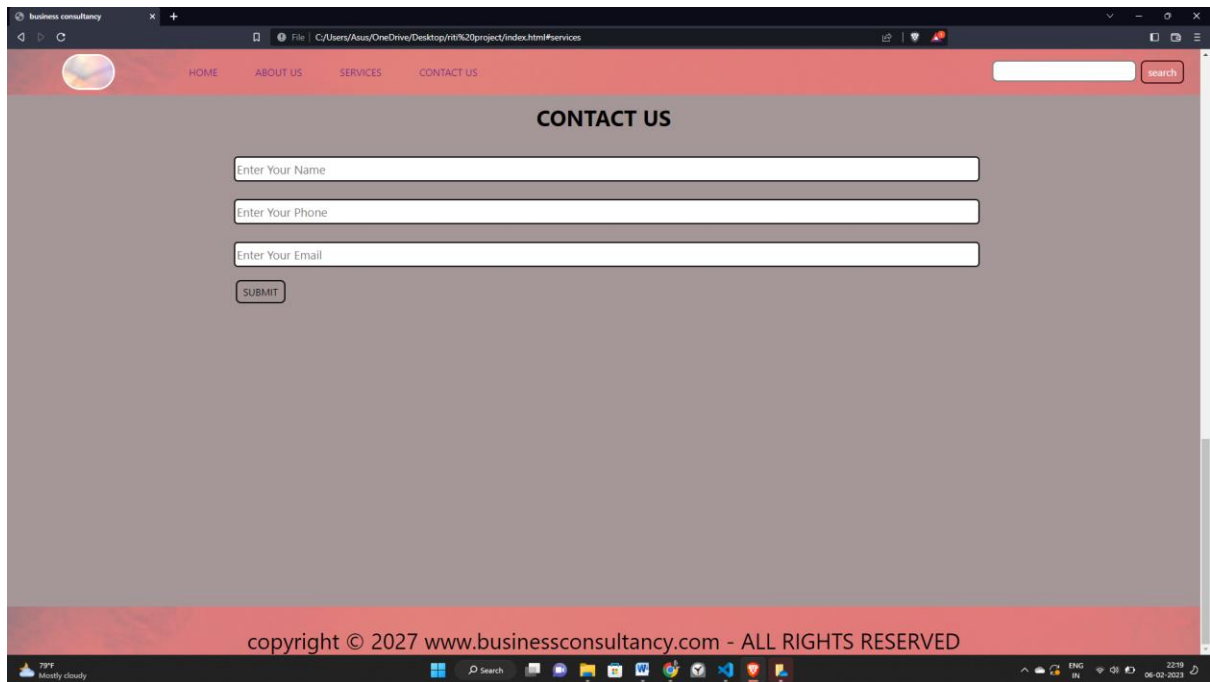 business consultancy
File C:/Users/Asus/OneDrive/Desktop/riti%20project/index.html#services
HOME ABOUT US SERVICES CONTACT US search
CONTACT US
Enter Your Name
Enter Your Phone
Enter Your Email
SUBMIT
copyright © 2027 www.businessconsultancy.com - ALL RIGHTS RESERVED
79°F
Mostly cloudy
Search
ENG
IN
22:19
06-02-2023